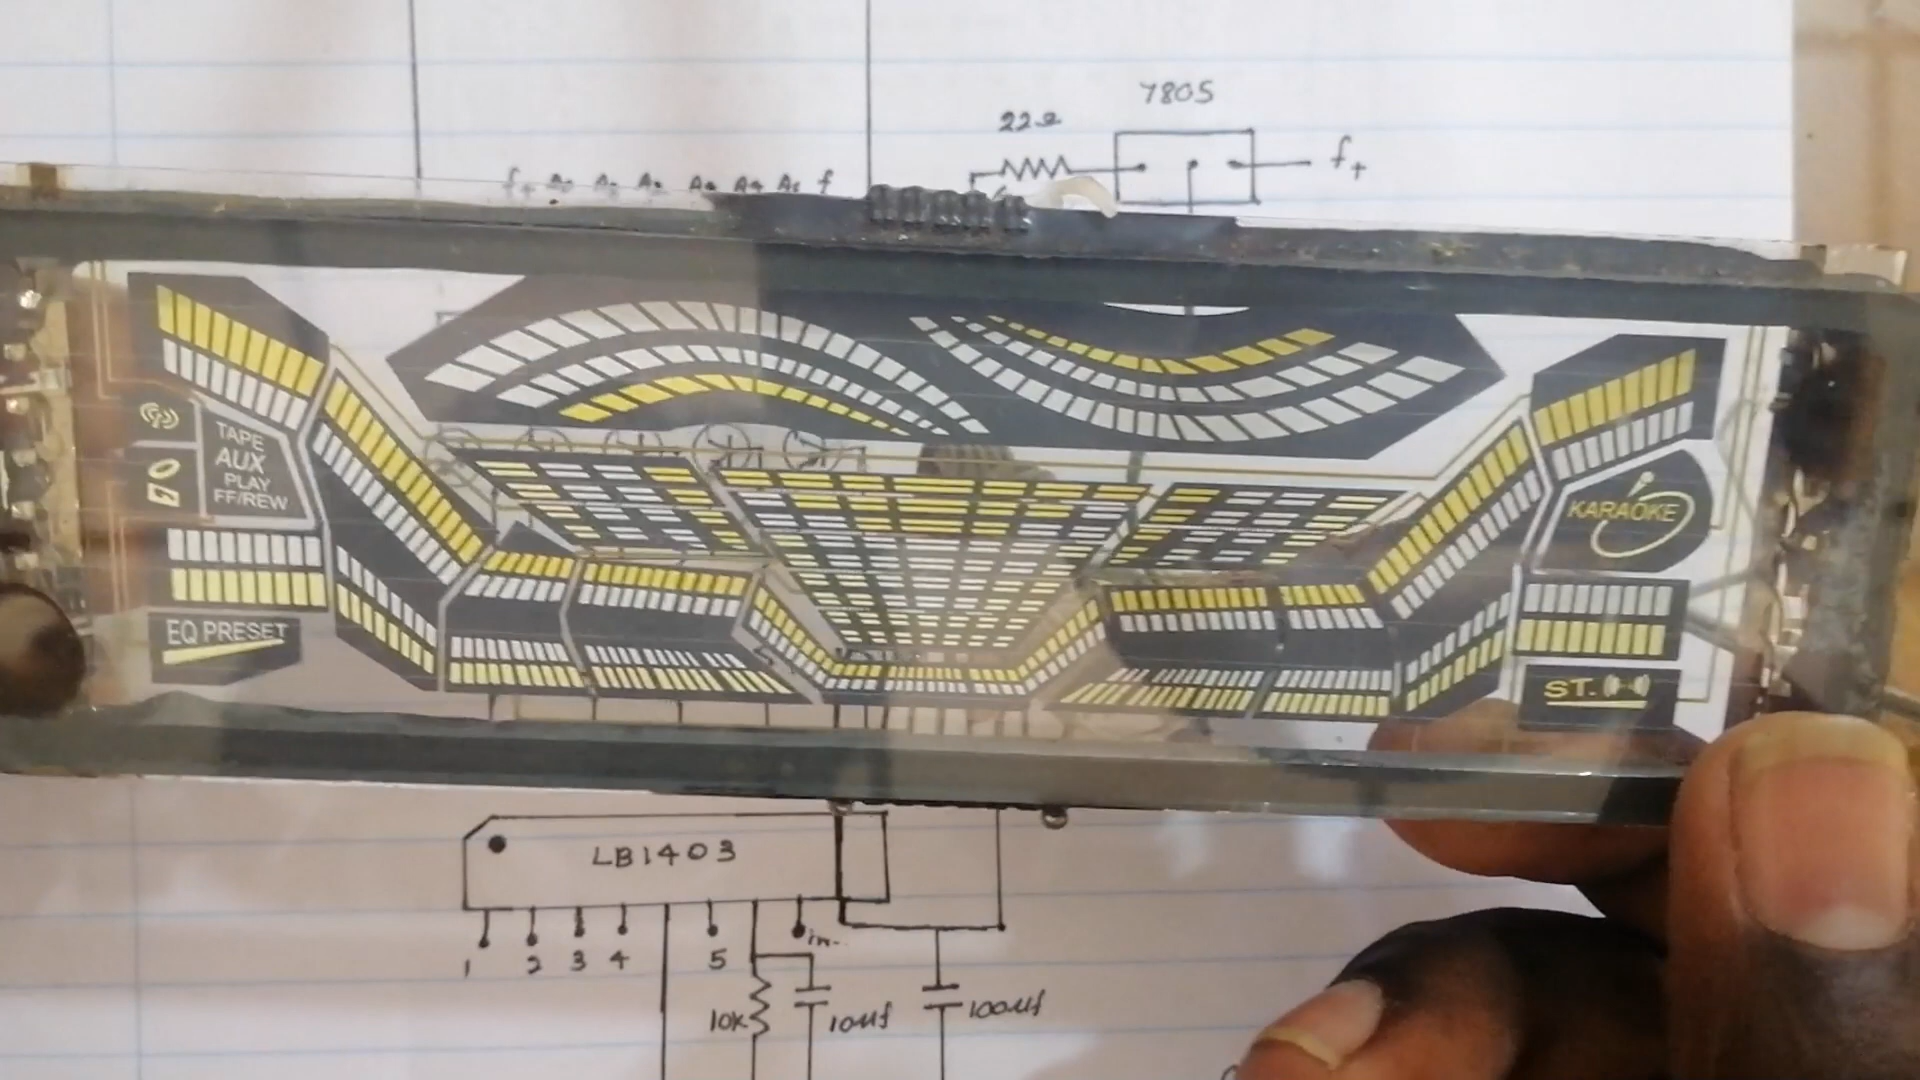 7805
22Ω
f+
TAPE
AUX
PLAY
FF/REW
KARAOKE
EQ PRESET
ST.
LB1403
in
1 2 3 4 5
10K 10uf 100uf